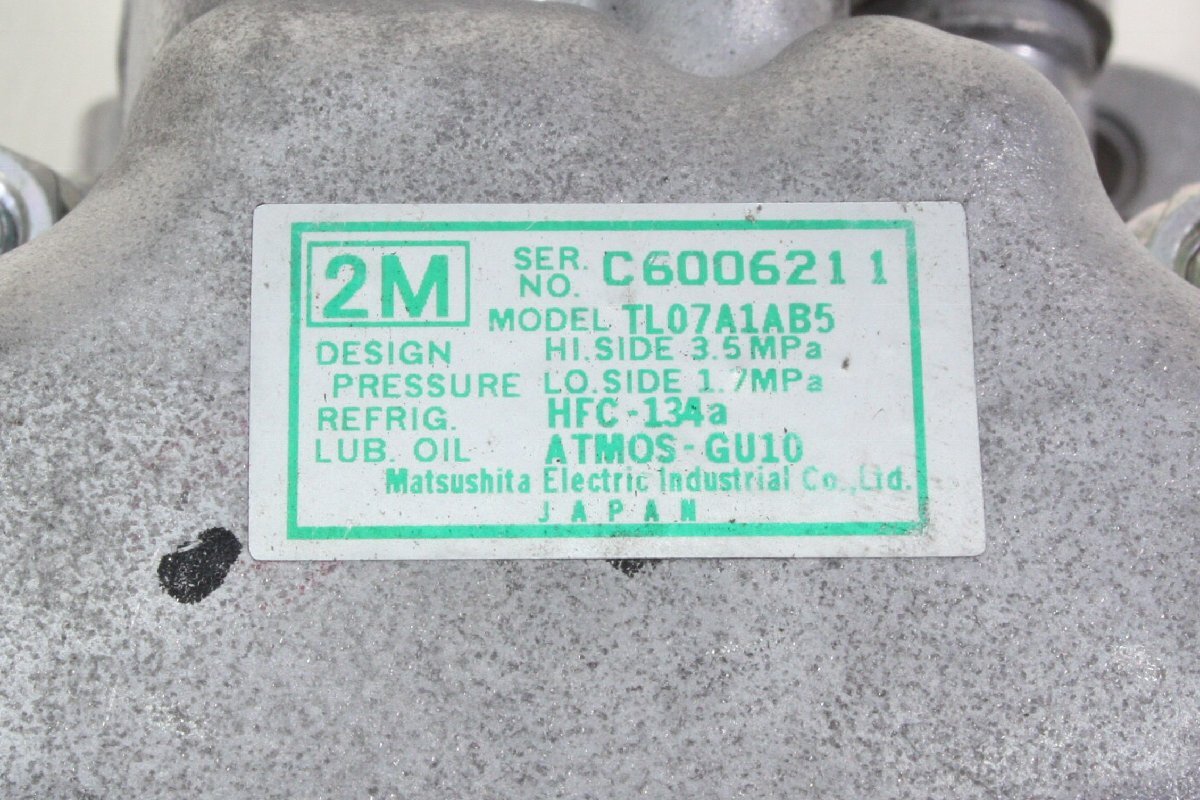 2M
SER. NO. C6006211
MODEL TL07A1AB5
DESIGN HI.SIDE 3.5MPa
PRESSURE LO.SIDE 1.7MPa
REFRIG. HFC-134a
LUB. OIL ATMOS-GU10
Matsushita Electric Industrial Co.,Ltd.
JAPAN